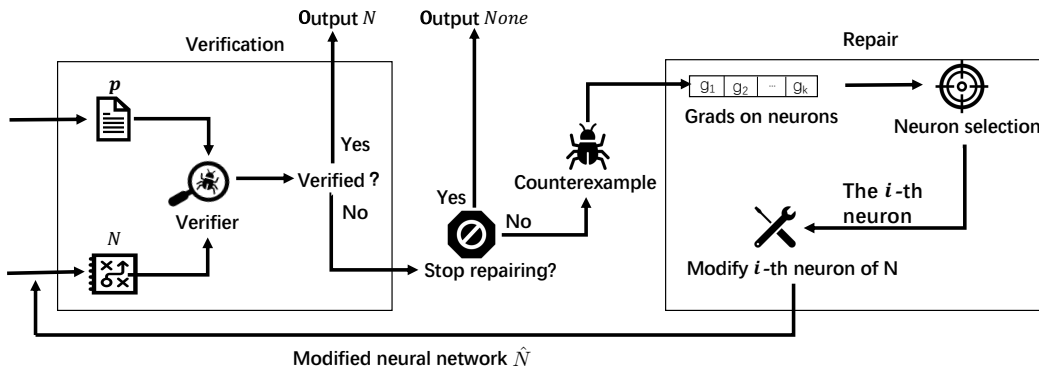 Output N
Output None
Verification
Repair
p
g1 g2 ... gk
Grads on neurons
Neuron selection
Yes
Verified ?
No
Verifier
N
Counterexample
Yes
No
Stop repairing?
The i-th
neuron
Modify i-th neuron of N
Modified neural network N̂